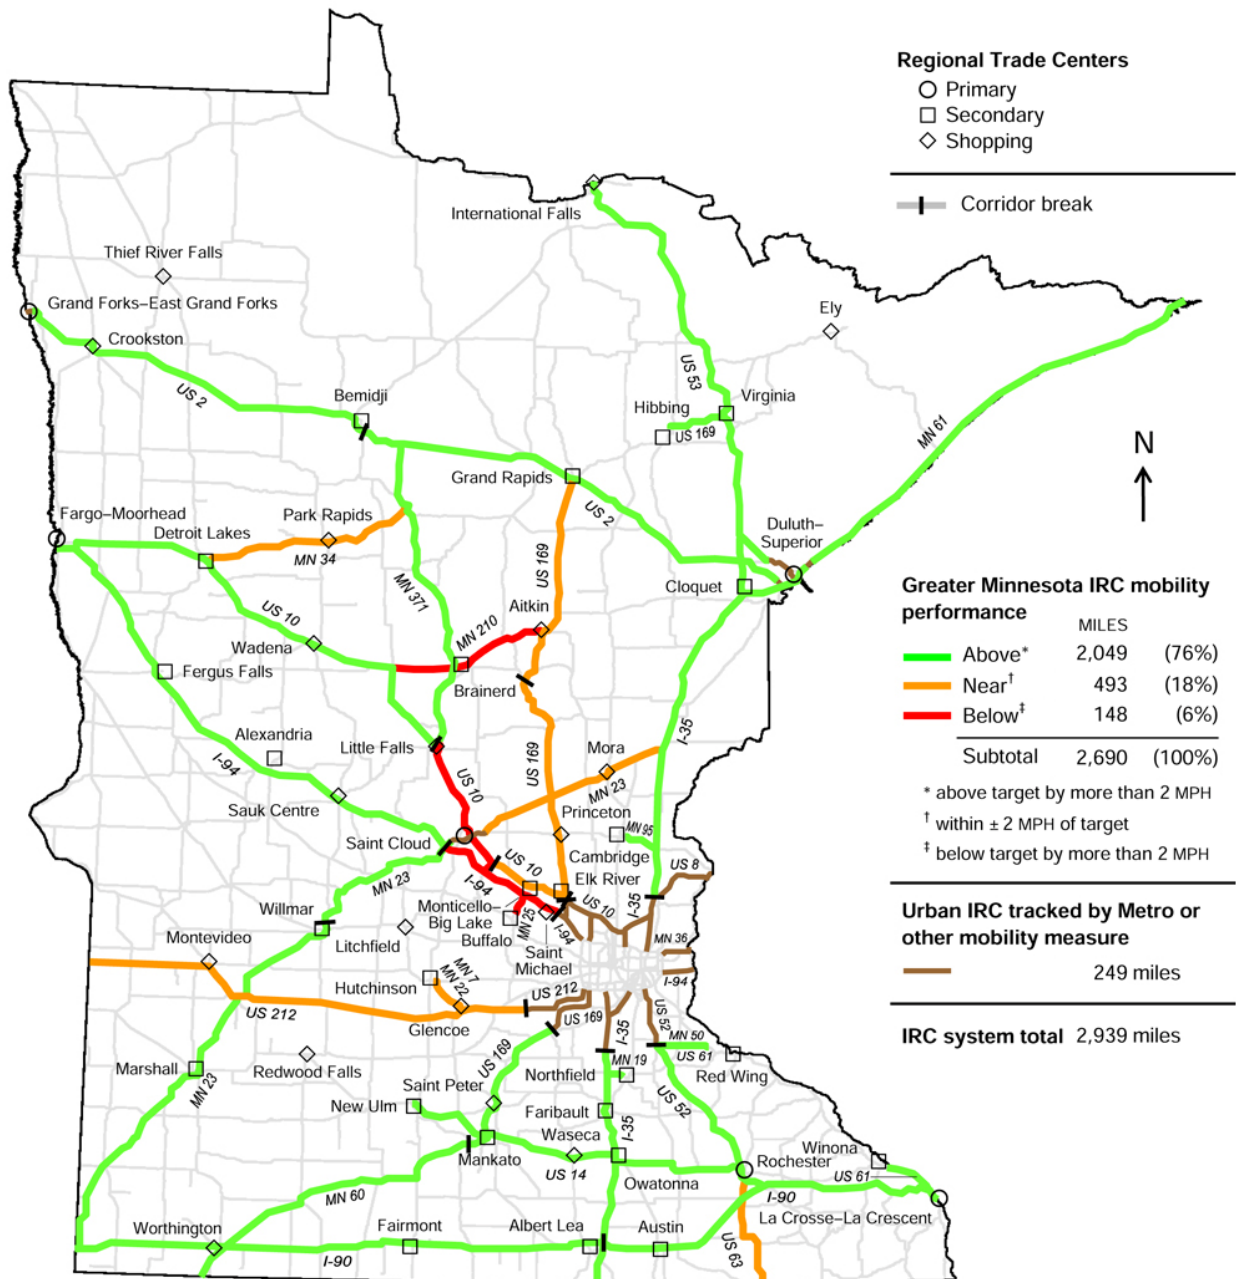 Regional Trade Centers
Primary
Secondary
Shopping
Corridor break
International Falls
Thief River Falls
Grand Forks–East Grand Forks
Ely
Crookston
US 53
US 2
Bemidji
Virginia
Hibbing
US 169
MN 61
N
Grand Rapids
US 2
Fargo–Moorhead
Park Rapids
Detroit Lakes
Duluth–
Superior
MN 34
US 169
MN 371
Cloquet
Greater Minnesota IRC mobility
performance
MILES
Above* 2,049 (76%)
Near† 493 (18%)
Below‡ 148 (6%)
Subtotal 2,690 (100%)
* above target by more than 2 MPH
† within ± 2 MPH of target
‡ below target by more than 2 MPH
US 10
Aitkin
MN 210
Wadena
Fergus Falls
Brainerd
Alexandria
Little Falls
I-35
I-94
US 10
US 169
Mora
MN 23
Sauk Centre
Princeton
MN 95
Saint Cloud
Cambridge
US 10
US 8
MN 23
I-94
Elk River
Monticello–
Big Lake
MN 25
Buffalo
US 10
I-94
I-35
Willmar
Litchfield
Saint
Michael
MN 36
I-94
Urban IRC tracked by Metro or
other mobility measure
249 miles
IRC system total 2,939 miles
Montevideo
MN 7
MN 22
Hutchinson
US 212
US 212
Glencoe
US 169
I-35
US 52
MN 50
US 61
Red Wing
Marshall
MN 23
Redwood Falls
US 169
MN 19
Northfield
Saint Peter
New Ulm
Faribault
US 52
I-35
Waseca
Mankato
US 14
Owatonna
Rochester
Winona
US 61
MN 60
I-90
La Crosse–La Crescent
Worthington
Fairmont
Albert Lea
Austin
I-90
US 63